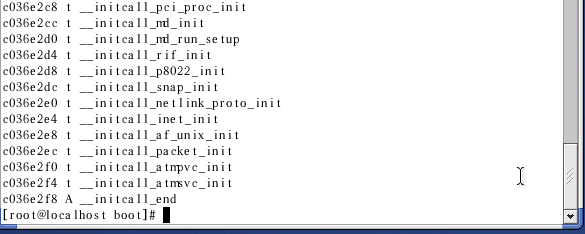 c036e2c8 t __initcall_pci_proc_init
c036e2cc t __initcall_md_init
c036e2d0 t __initcall_md_run_setup
c036e2d4 t __initcall_rif_init
c036e2d8 t __initcall_p8022_init
c036e2dc t __initcall_snap_init
c036e2e0 t __initcall_netlink_proto_init
c036e2e4 t __initcall_inet_init
c036e2e8 t __initcall_af_unix_init
c036e2ec t __initcall_packet_init
c036e2f0 t __initcall_atmpvc_init
c036e2f4 t __initcall_atmsvc_init
c036e2f8 A __initcall_end
[root@localhost boot]#